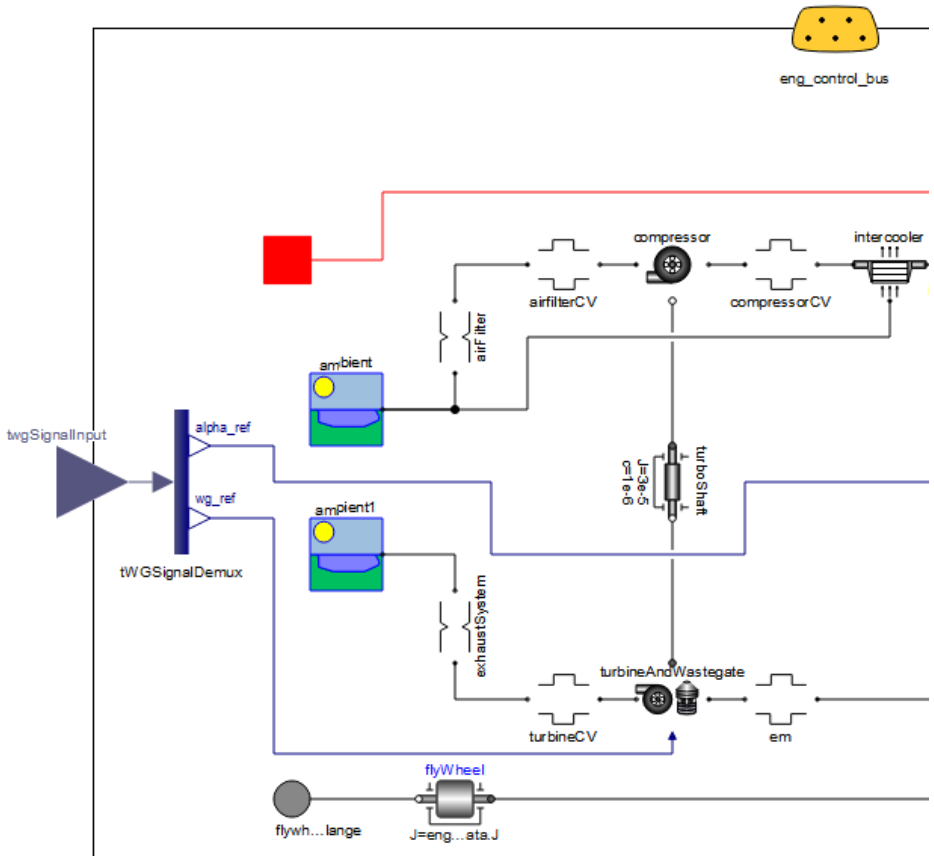 eng_control_bus
compressor
intercooler
airfilterCV
compressorCV
airFilter
ambient
twgSignalInput
alpha_ref
turboShaft
J=3e-5
c=1e-6
wg_ref
ambient1
tWGSignalDemux
exhaustSystem
turbineAndWastegate
turbineCV
em
flyWheel
flywh...lange
J=eng...ata.J